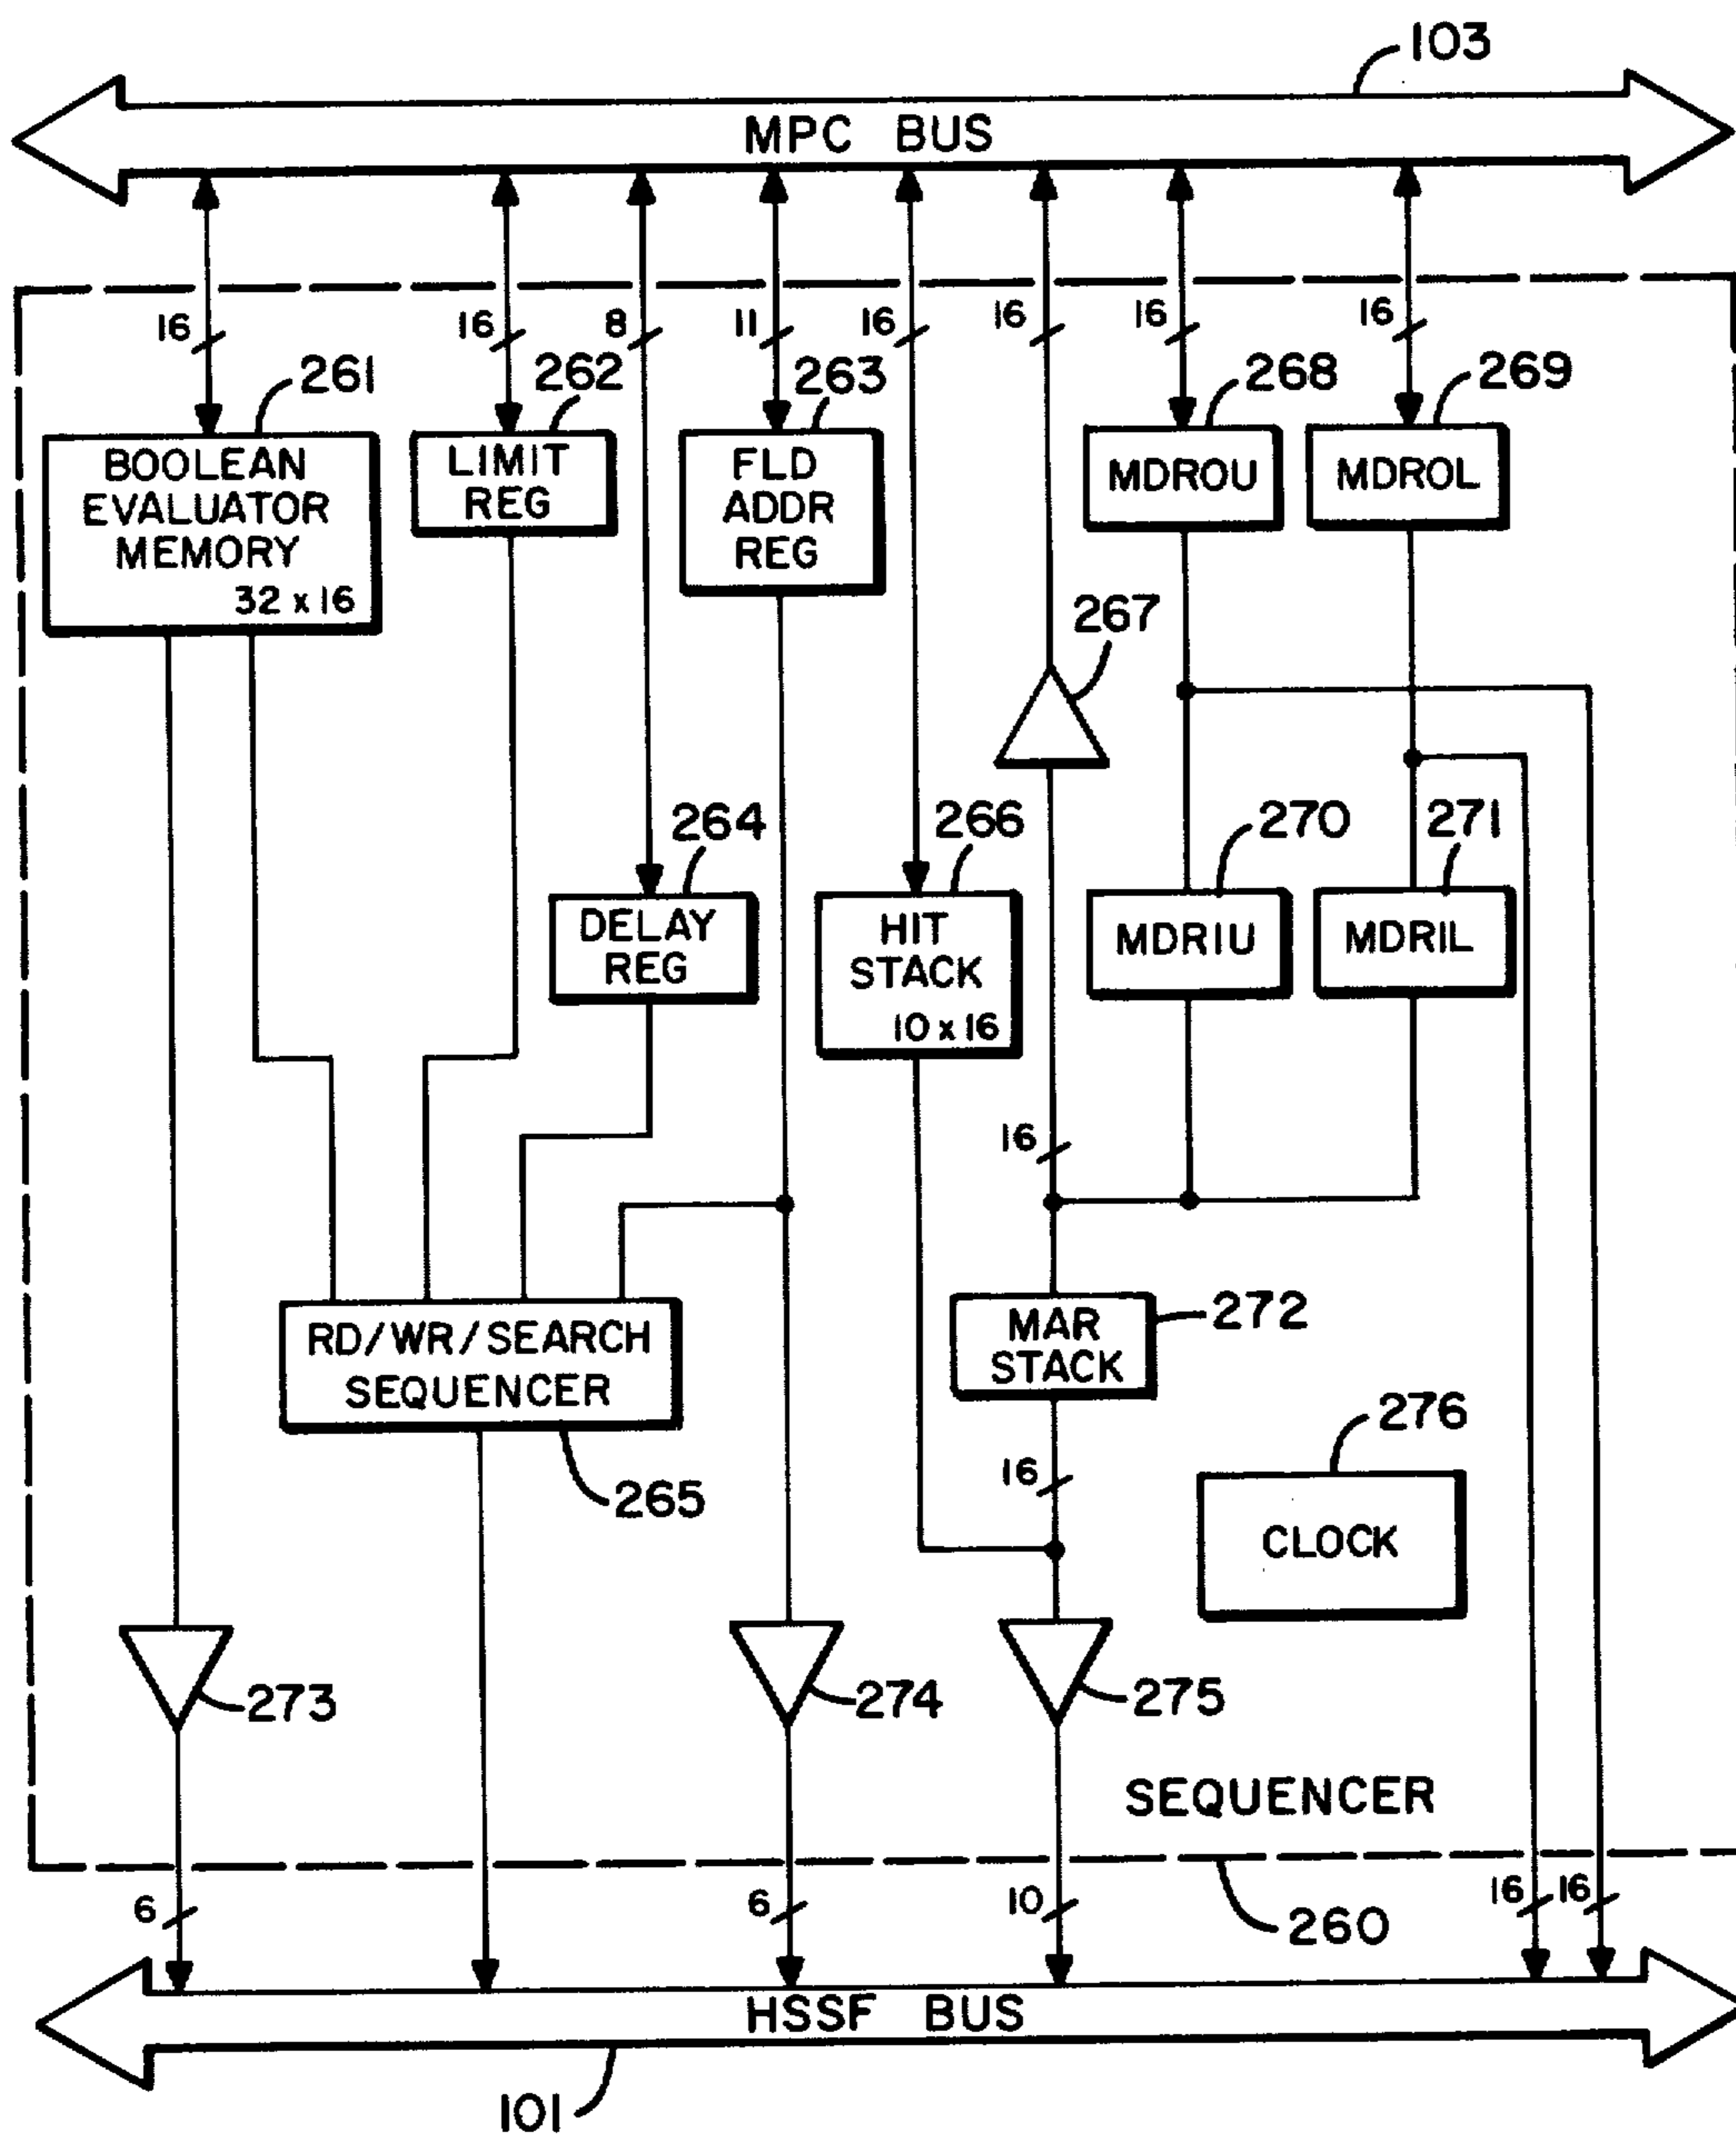 103
MPC BUS
16
16
8
11
16
16
16
16
261
262
263
268
269
BOOLEAN
EVALUATOR
MEMORY
32 x 16
LIMIT
REG
FLD
ADDR
REG
MDROU
MDROL
267
264
266
270
271
DELAY
REG
HIT
STACK
10 x 16
MDRIU
MDRIL
16
RD/WR/SEARCH
SEQUENCER
265
MAR
STACK
272
16
276
CLOCK
273
274
275
SEQUENCER
6
6
10
16
16
260
HSSF BUS
101